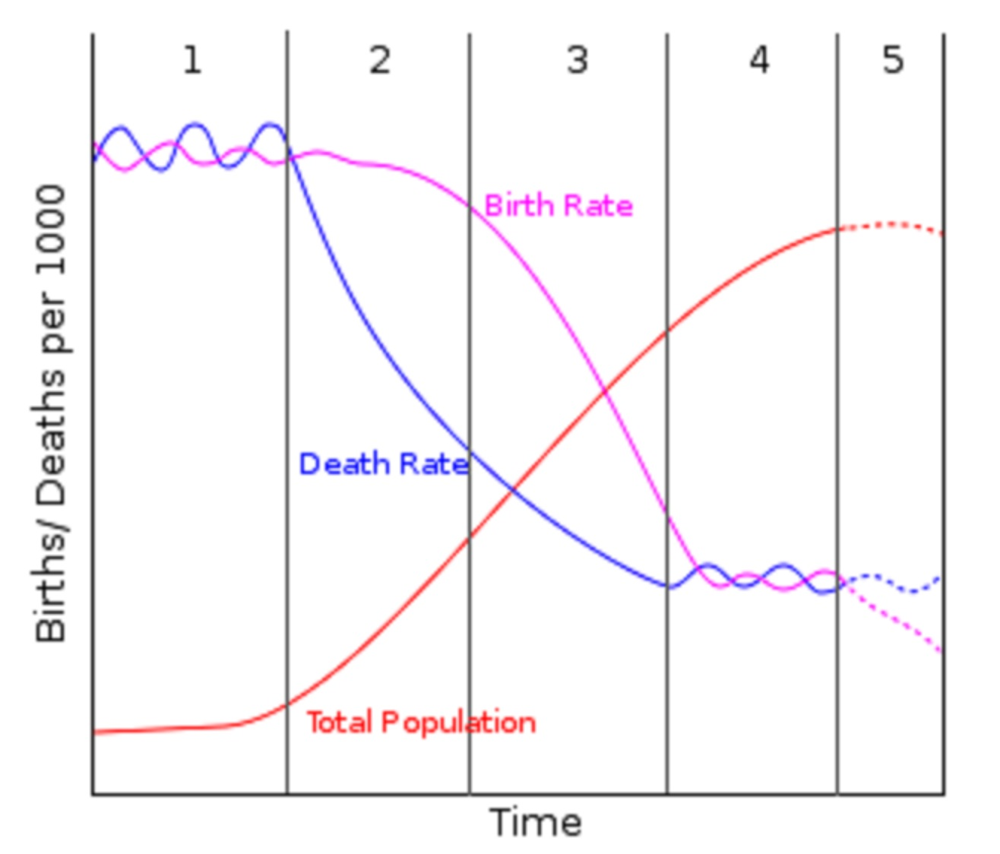 1
2
3
4
5
Births/ Deaths per 1000
Birth Rate
Death Rate
Total Population
Time